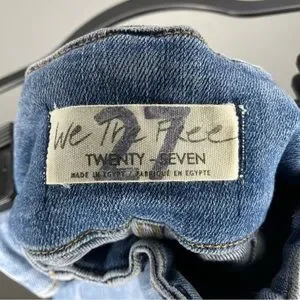 27
We The Free
TWENTY - SEVEN
MADE IN EGYPT / FABRIQUÉ EN EGYPTE